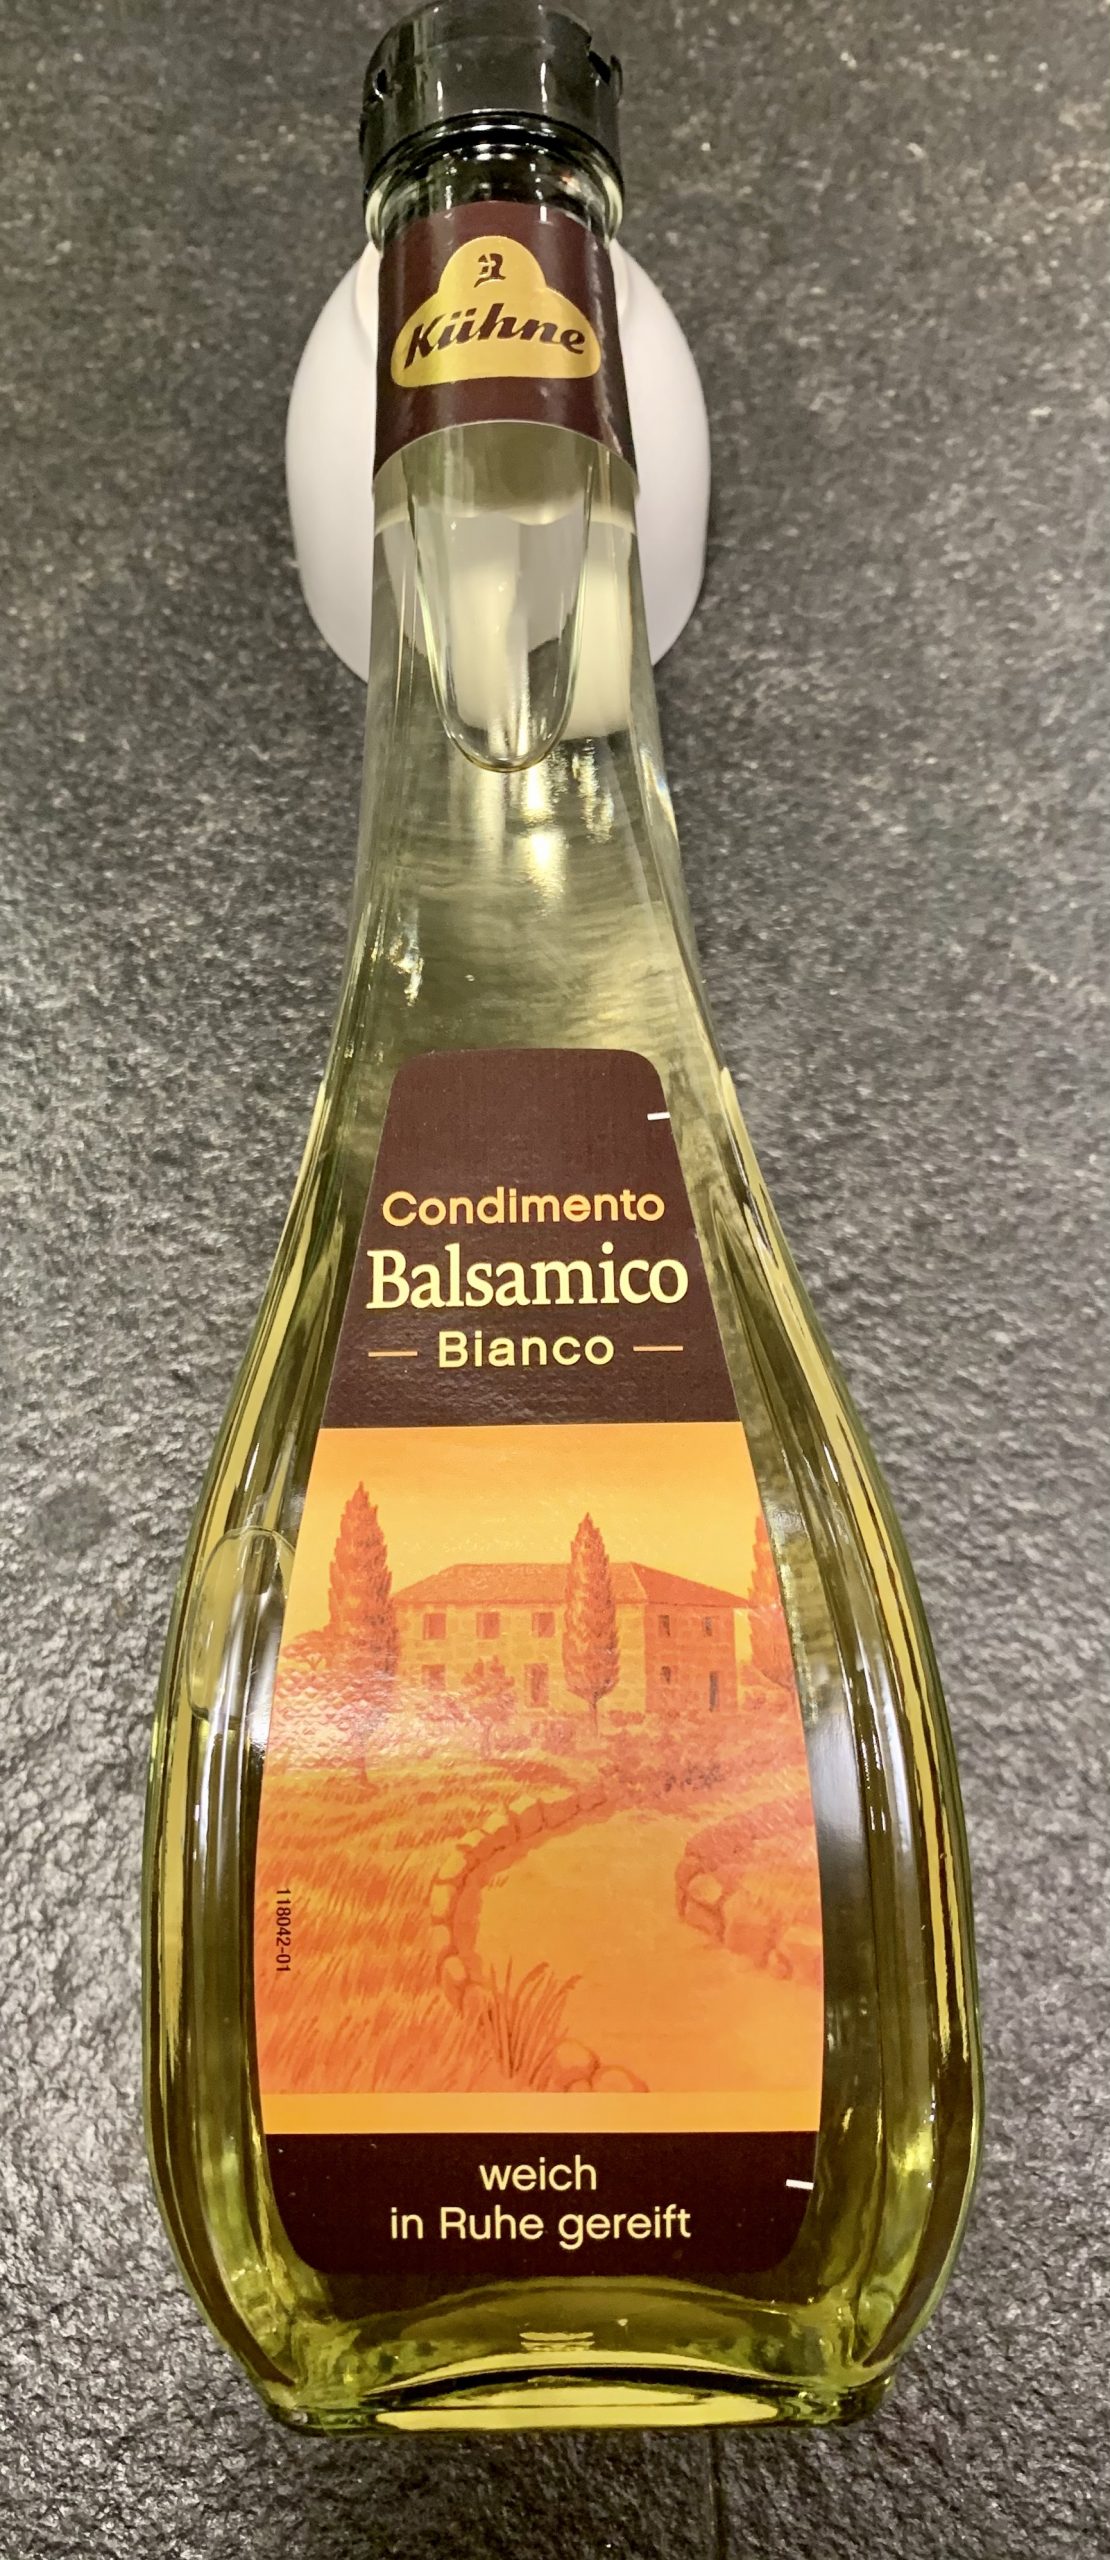 Kühne
Condimento
Balsamico
Bianco
118042-01
weich
in Ruhe gereift